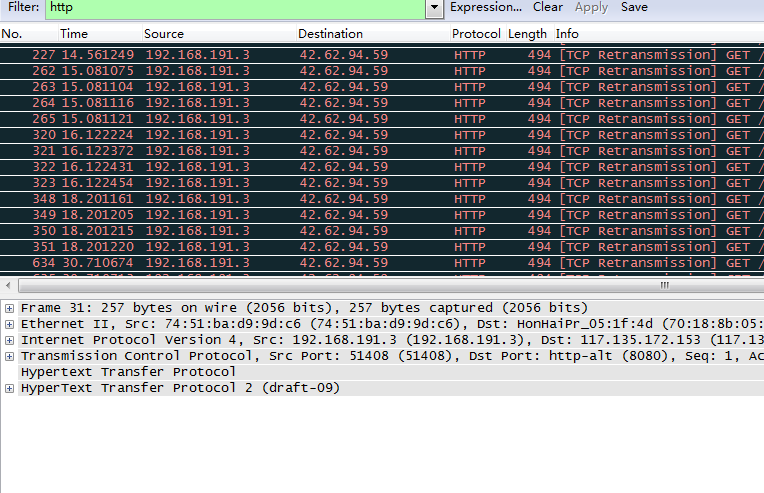 Filter: http Expression... Clear Apply Save
No. Time Source Destination Protocol Length Info
227 14.561249 192.168.191.3 42.62.94.59 HTTP 494 [TCP Retransmission] GET /
262 15.081075 192.168.191.3 42.62.94.59 HTTP 494 [TCP Retransmission] GET /
263 15.081104 192.168.191.3 42.62.94.59 HTTP 494 [TCP Retransmission] GET /
264 15.081116 192.168.191.3 42.62.94.59 HTTP 494 [TCP Retransmission] GET /
265 15.081121 192.168.191.3 42.62.94.59 HTTP 494 [TCP Retransmission] GET /
320 16.122224 192.168.191.3 42.62.94.59 HTTP 494 [TCP Retransmission] GET /
321 16.122372 192.168.191.3 42.62.94.59 HTTP 494 [TCP Retransmission] GET /
322 16.122431 192.168.191.3 42.62.94.59 HTTP 494 [TCP Retransmission] GET /
323 16.122454 192.168.191.3 42.62.94.59 HTTP 494 [TCP Retransmission] GET /
348 18.201161 192.168.191.3 42.62.94.59 HTTP 494 [TCP Retransmission] GET /
349 18.201205 192.168.191.3 42.62.94.59 HTTP 494 [TCP Retransmission] GET /
350 18.201215 192.168.191.3 42.62.94.59 HTTP 494 [TCP Retransmission] GET /
351 18.201220 192.168.191.3 42.62.94.59 HTTP 494 [TCP Retransmission] GET /
634 30.710674 192.168.191.3 42.62.94.59 HTTP 494 [TCP Retransmission] GET /
Frame 31: 257 bytes on wire (2056 bits), 257 bytes captured (2056 bits)
Ethernet II, Src: 74:51:ba:d9:9d:c6 (74:51:ba:d9:9d:c6), Dst: HonHaiPr_05:1f:4d (70:18:8b:05:
Internet Protocol Version 4, Src: 192.168.191.3 (192.168.191.3), Dst: 117.135.172.153 (117.13
Transmission Control Protocol, Src Port: 51408 (51408), Dst Port: http-alt (8080), Seq: 1, Ac
Hypertext Transfer Protocol
HyperText Transfer Protocol 2 (draft-09)